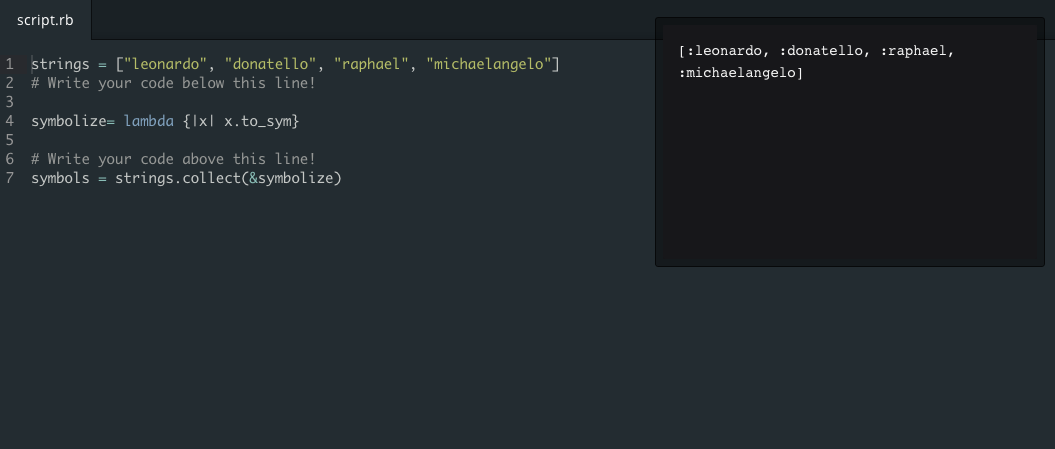 script.rb
1 strings = ["leonardo", "donatello", "raphael", "michaelangelo"]
2 # Write your code below this line!
3
4 symbolize= lambda {|x| x.to_sym}
5
6 # Write your code above this line!
7 symbols = strings.collect(&symbolize)
[:leonardo, :donatello, :raphael,
:michaelangelo]